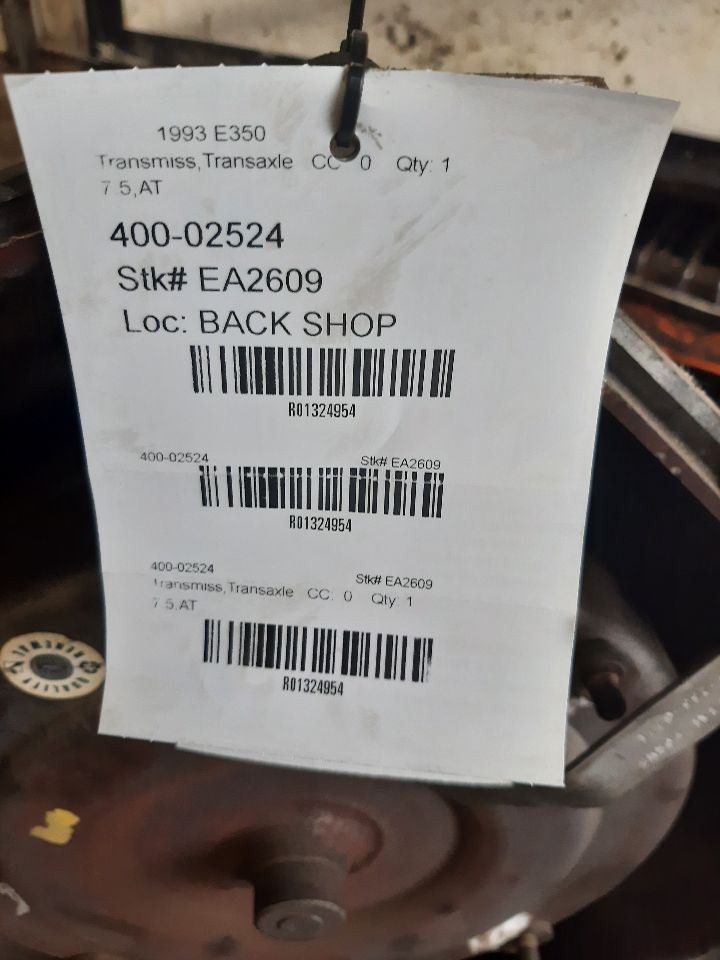 1993 E350
Transmiss,Transaxle CC 0 Qty: 1
7.5,AT
400-02524
Stk# EA2609
Loc: BACK SHOP
R01324954
400-02524 Stk# EA2609
R01324954
400-02524 Stk# EA2609
Transmiss,Transaxle CC: 0 Qty: 1
7.5,AT
R01324954